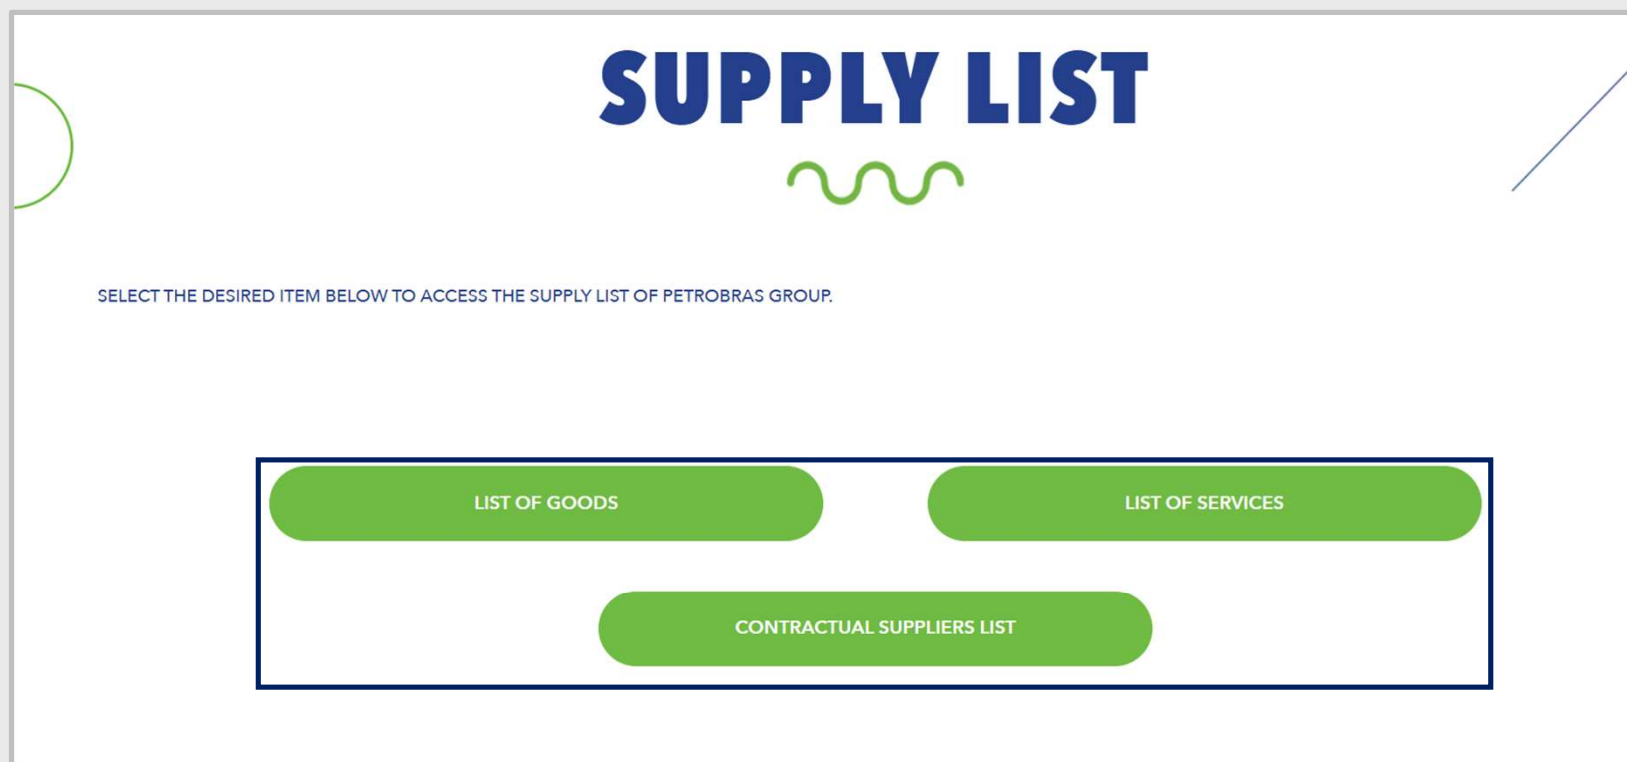 SUPPLY LIST
SELECT THE DESIRED ITEM BELOW TO ACCESS THE SUPPLY LIST OF PETROBRAS GROUP.
LIST OF GOODS
LIST OF SERVICES
CONTRACTUAL SUPPLIERS LIST